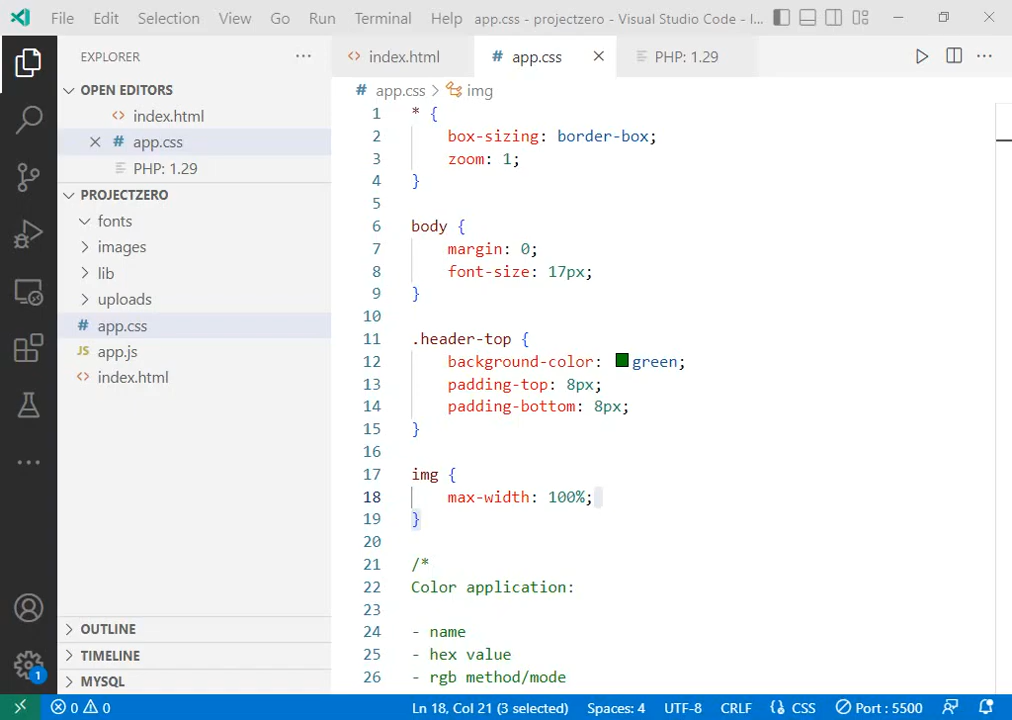 File Edit Selection View Go Run Terminal Help app.css - projectzero - Visual Studio Code - I...
EXPLORER
OPEN EDITORS
index.html
app.css
PHP: 1.29
PROJECTZERO
fonts
images
lib
uploads
# app.css
JS app.js
index.html
OUTLINE
TIMELINE
MYSQL
1
index.html # app.css PHP: 1.29
# app.css > img
1 * {
2 box-sizing: border-box;
3 zoom: 1;
4 }
5
6 body {
7 margin: 0;
8 font-size: 17px;
9 }
10
11 .header-top {
12 background-color: green;
13 padding-top: 8px;
14 padding-bottom: 8px;
15 }
16
17 img {
18 max-width: 100%;
19 }
20
21 /*
22 Color application:
23
24 - name
25 - hex value
26 - rgb method/mode
0 0 Ln 18, Col 21 (3 selected) Spaces: 4 UTF-8 CRLF {} CSS Port : 5500